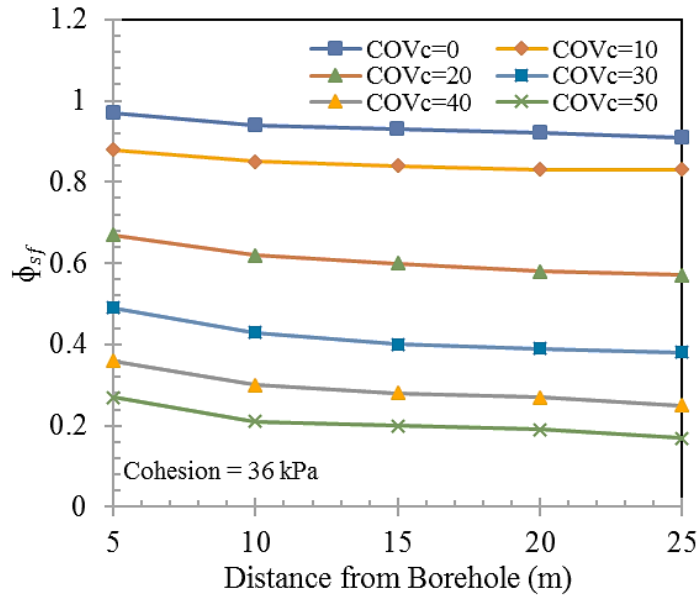 1.2
COVc=0 COVc=10
COVc=20 COVc=30
COVc=40 COVc=50
1
0.8
0.6
0.4
0.2
0
ϕsf
Cohesion = 36 kPa
5 10 15 20 25
Distance from Borehole (m)